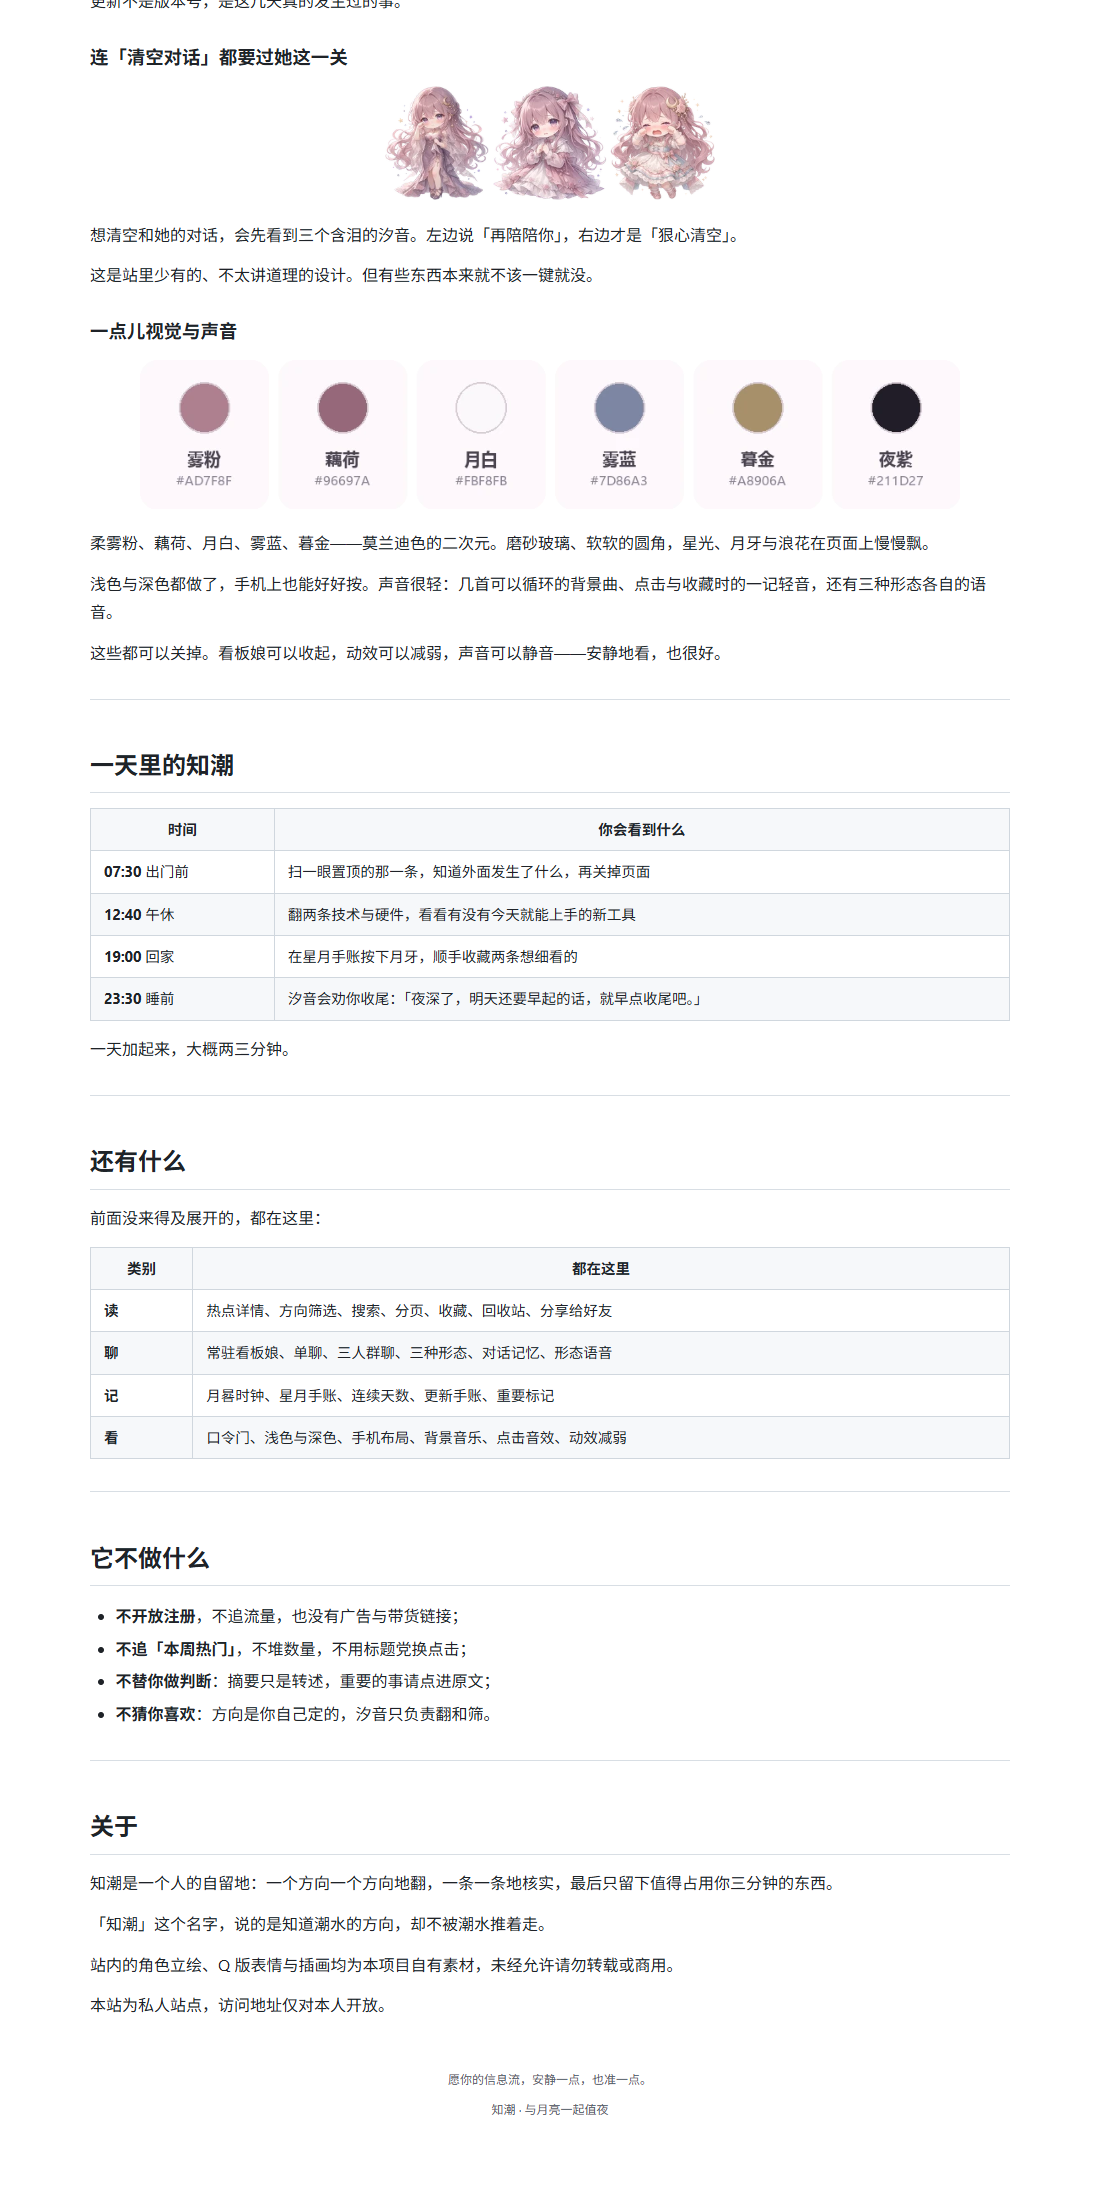 更新不是版本号，是这几天真的发生过的事。
连「清空对话」都要过她这一关
想清空和她的对话，会先看到三个含泪的汐音。左边说「再陪陪你」，右边才是「狠心清空」。
这是站里少有的、不太讲道理的设计。但有些东西本来就不该一键就没。
一点儿视觉与声音
雾粉 藕荷 月白 雾蓝 暮金 夜紫
#AD7F8F #96697A #FBF8FB #7D86A3 #A8906A #211D27
柔雾粉、藕荷、月白、雾蓝、暮金——莫兰迪色的二次元。磨砂玻璃、软软的圆角，星光、月牙与浪花在页面上慢慢飘。
浅色与深色都做了，手机上也能好好按。声音很轻：几首可以循环的背景曲、点击与收藏时的一记轻音，还有三种形态各自的语
音。
这些都可以关掉。看板娘可以收起，动效可以减弱，声音可以静音——安静地看，也很好。
一天里的知潮
时间 你会看到什么
07:30 出门前 扫一眼置顶的那一条，知道外面发生了什么，再关掉页面
12:40 午休 翻两条技术与硬件，看看有没有今天就能上手的新工具
19:00 回家 在星月手账按下月牙，顺手收藏两条想细看的
23:30 睡前 汐音会劝你收尾：「夜深了，明天还要早起的话，就早点收尾吧。」
一天加起来，大概两三分钟。
还有什么
前面没来得及展开的，都在这里：
类别 都在这里
读 热点详情、方向筛选、搜索、分页、收藏、回收站、分享给好友
聊 常驻看板娘、单聊、三人群聊、三种形态、对话记忆、形态语音
记 月晷时钟、星月手账、连续天数、更新手账、重要标记
看 口令门、浅色与深色、手机布局、背景音乐、点击音效、动效减弱
它不做什么
• 不开放注册，不追流量，也没有广告与带货链接；
• 不追「本周热门」，不堆数量，不用标题党换点击；
• 不替你做判断：摘要只是转述，重要的事请点进原文；
• 不猜你喜欢：方向是你自己定的，汐音只负责翻和筛。
关于
知潮是一个人的自留地：一个方向一个方向地翻，一条一条地核实，最后只留下值得占用你三分钟的东西。
「知潮」这个名字，说的是知道潮水的方向，却不被潮水推着走。
站内的角色立绘、Q 版表情与插画均为本项目自有素材，未经允许请勿转载或商用。
本站为私人站点，访问地址仅对本人开放。
愿你的信息流，安静一点，也准一点。
知潮 · 与月亮一起值夜